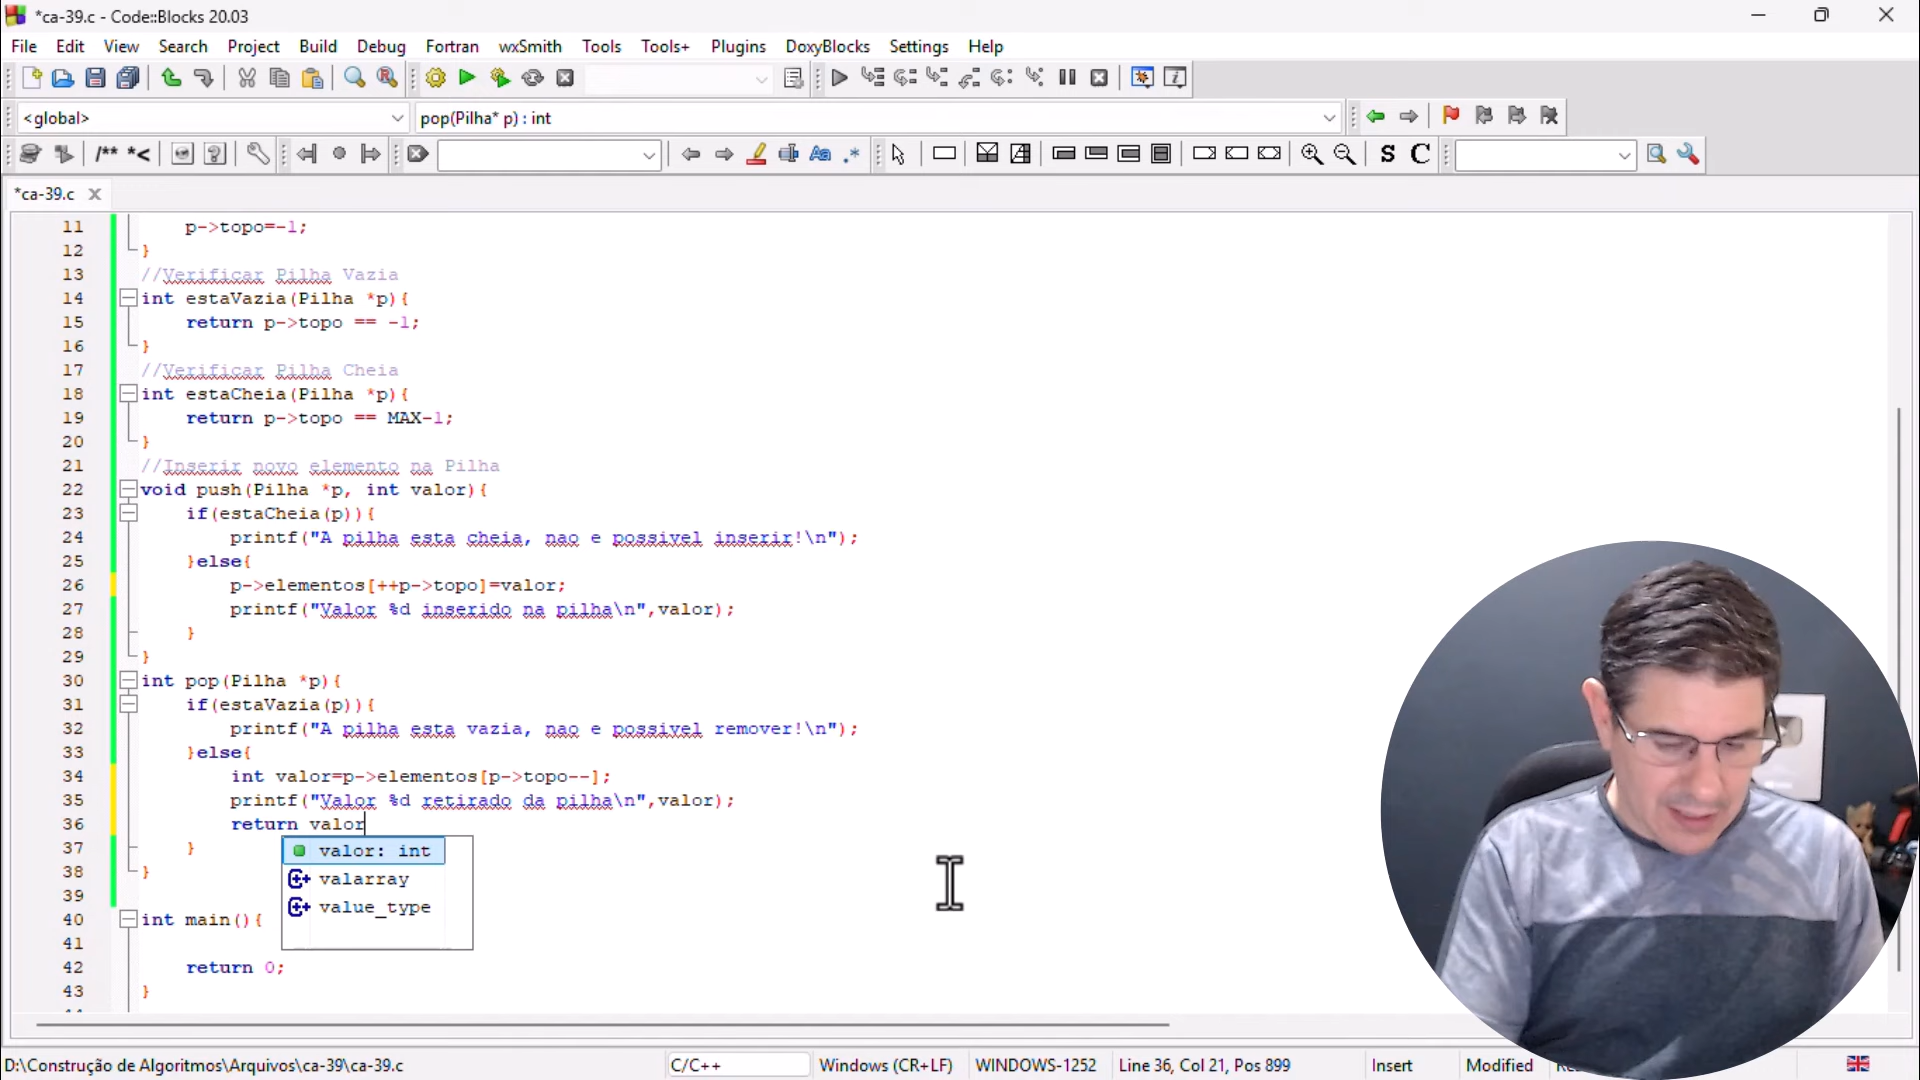 *ca-39.c - Code::Blocks 20.03
File Edit View Search Project Build Debug Fortran wxSmith Tools Tools+ Plugins DoxyBlocks Settings Help
<global> pop(Pilha* p) : int
/** *< Aa .* S C
*ca-39.c
11 p->topo=-1;
12 }
13 //Verificar Pilha Vazia
14 int estaVazia(Pilha *p){
15 return p->topo == -1;
16 }
17 //Verificar Pilha Cheia
18 int estaCheia(Pilha *p){
19 return p->topo == MAX-1;
20 }
21 //Inserir novo elemento na Pilha
22 void push(Pilha *p, int valor){
23 if(estaCheia(p)){
24 printf("A pilha esta cheia, nao e possivel inserir!\n");
25 }else{
26 p->elementos[++p->topo]=valor;
27 printf("Valor %d inserido na pilha\n",valor);
28 }
29 }
30 int pop(Pilha *p){
31 if(estaVazia(p)){
32 printf("A pilha esta vazia, nao e possivel remover!\n");
33 }else{
34 int valor=p->elementos[p->topo--];
35 printf("Valor %d retirado da pilha\n",valor);
36 return valor
37 }
valor: int
38 }
valarray
39
value_type
40 int main(){
41
42 return 0;
43 }
D:\Construção de Algoritmos\Arquivos\ca-39\ca-39.c C/C++ Windows (CR+LF) WINDOWS-1252 Line 36, Col 21, Pos 899 Insert Modified